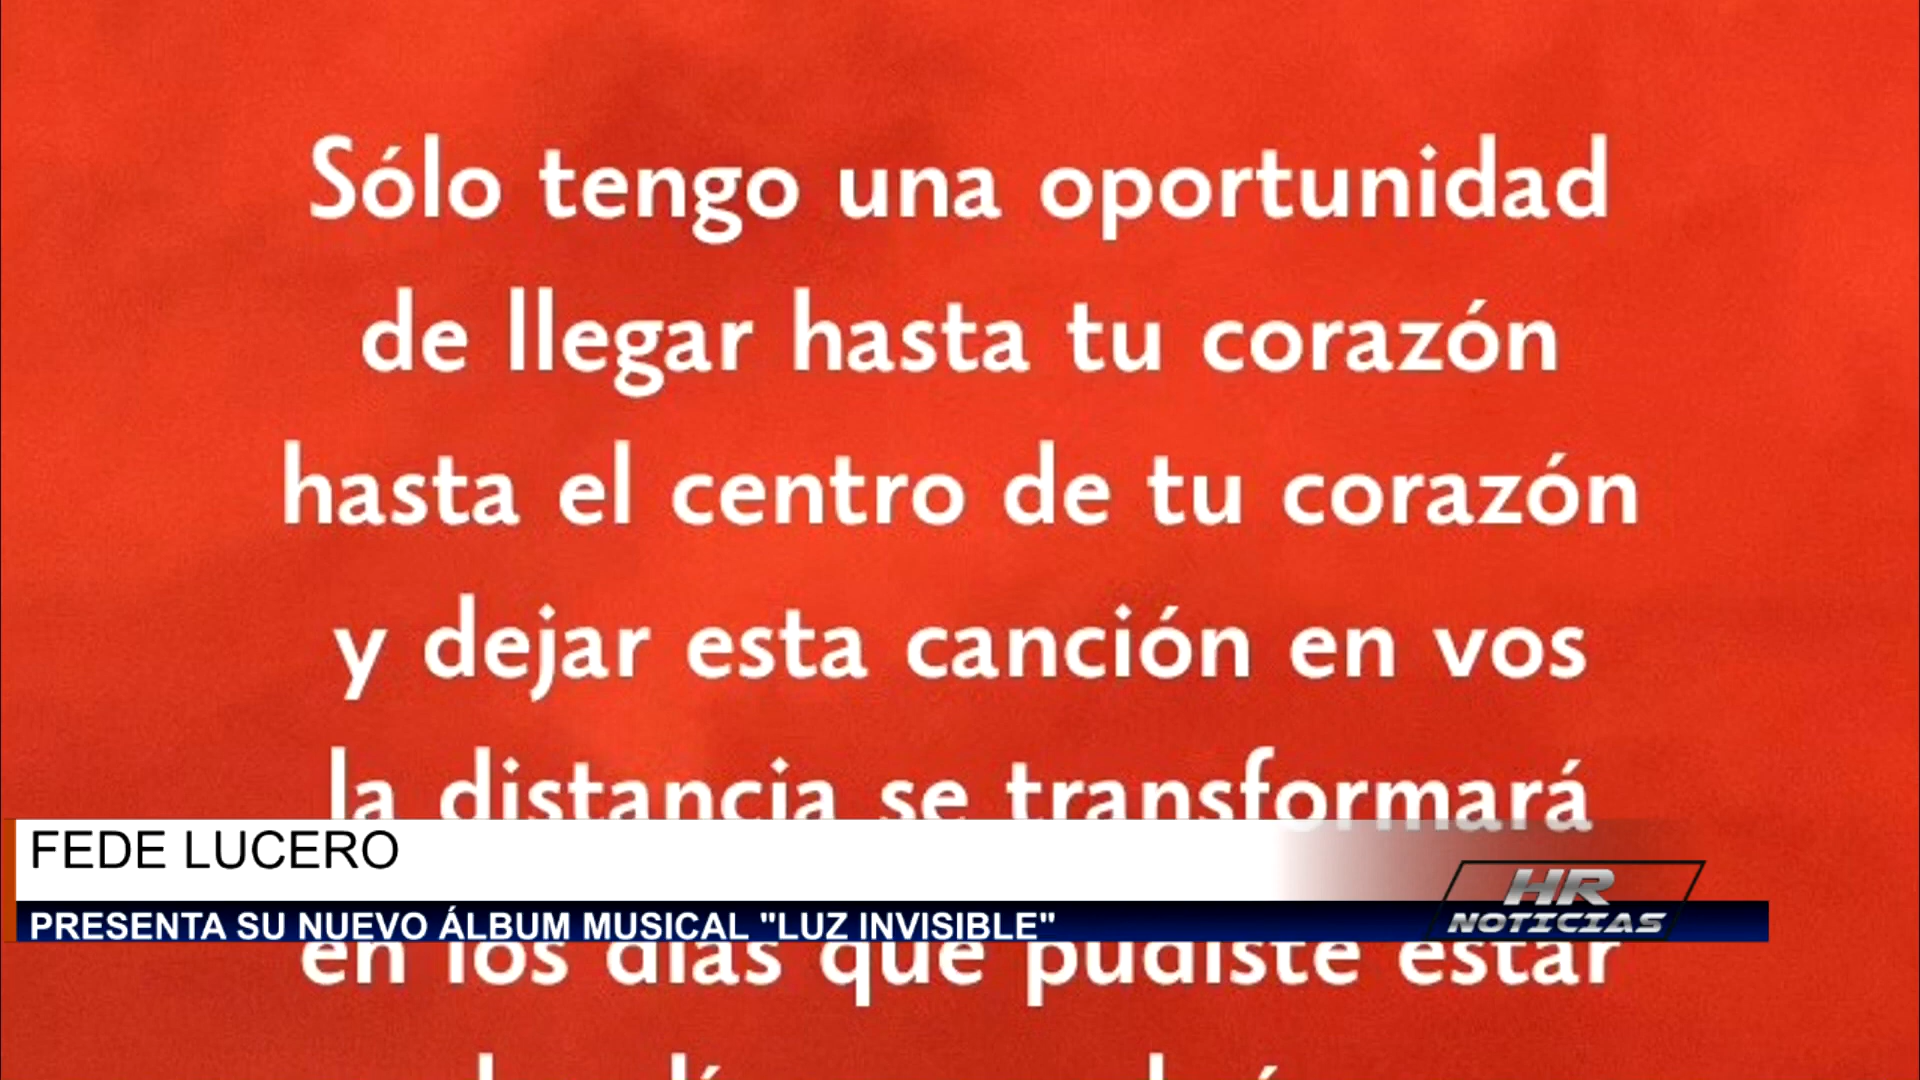 Sólo tengo una oportunidad
de llegar hasta tu corazón
hasta el centro de tu corazón
y dejar esta canción en vos
la distancia se transformará
FEDE LUCERO
HR
NOTICIAS
PRESENTA SU NUEVO ÁLBUM MUSICAL "LUZ INVISIBLE"
en los días que pudiste estar